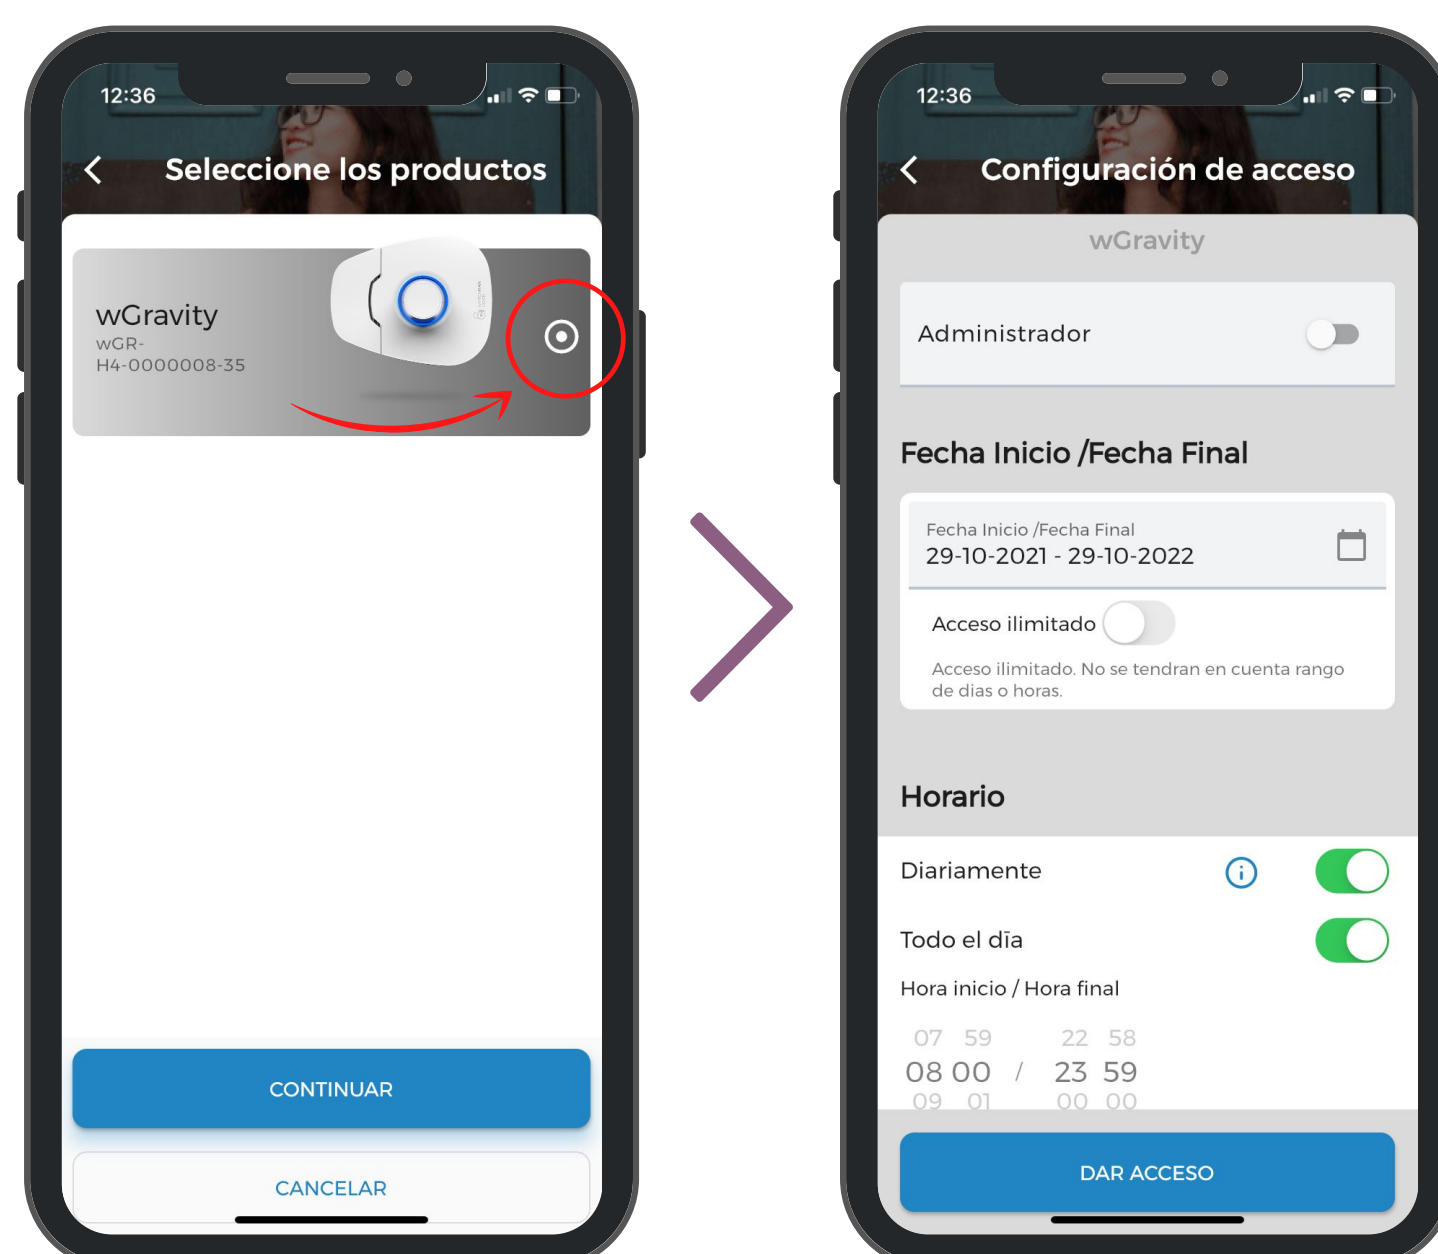 12:36
Seleccione los productos
wGravity
wGR-
H4-0000008-35
CONTINUAR
CANCELAR
12:36
Configuración de acceso
wGravity
Administrador
Fecha Inicio /Fecha Final
Fecha Inicio /Fecha Final
29-10-2021 - 29-10-2022
Acceso ilimitado
Acceso ilimitado. No se tendran en cuenta rango
de dias o horas.
Horario
Diariamente
Todo el dīa
Hora inicio / Hora final
07 59 22 58
08 00 / 23 59
09 01 00 00
DAR ACCESO